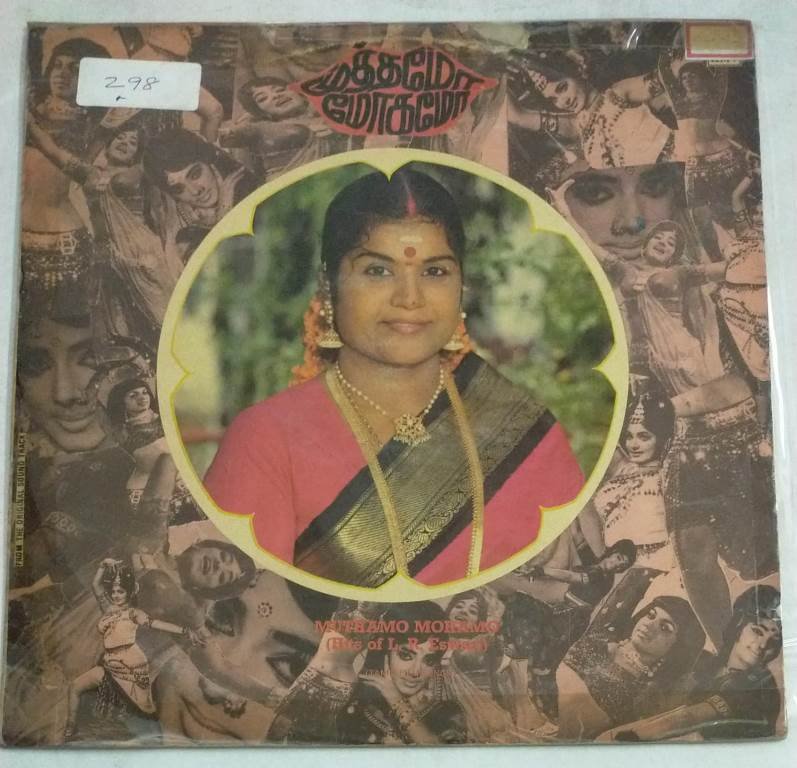 298
முத்தமோ
மோகமோ
FROM THE ORIGINAL SOUND TRACK
MUTHAMO MOHAMO
(Hits of L. R. Eswari)